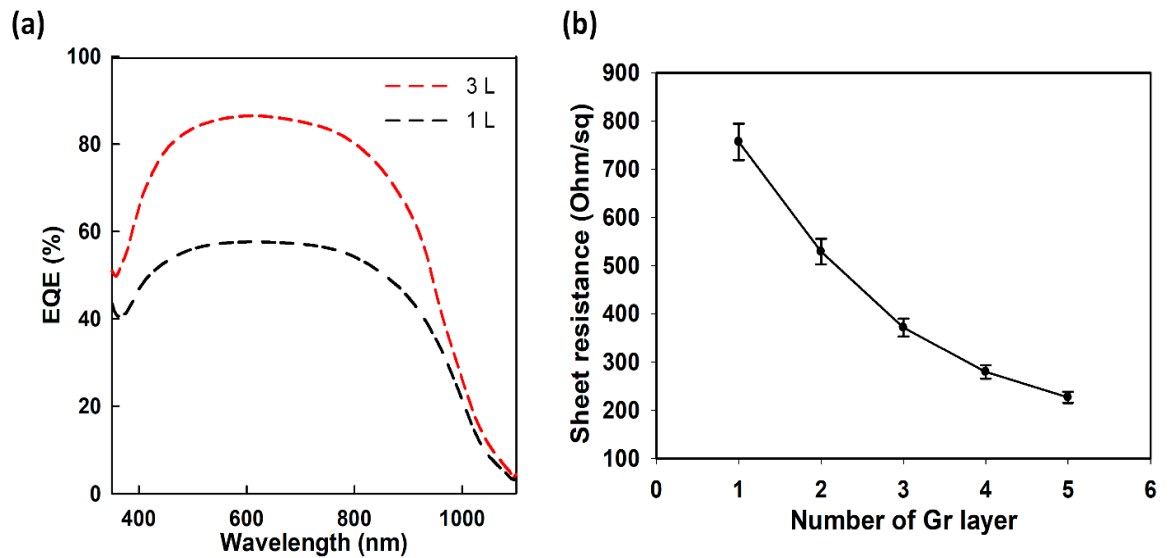 (a)
100
80
60
40
20
0
EQE (%)
3 L
1 L
400 600 800 1000
Wavelength (nm)
(b)
900
800
700
600
500
400
300
200
100
Sheet resistance (Ohm/sq)
0 1 2 3 4 5 6
Number of Gr layer